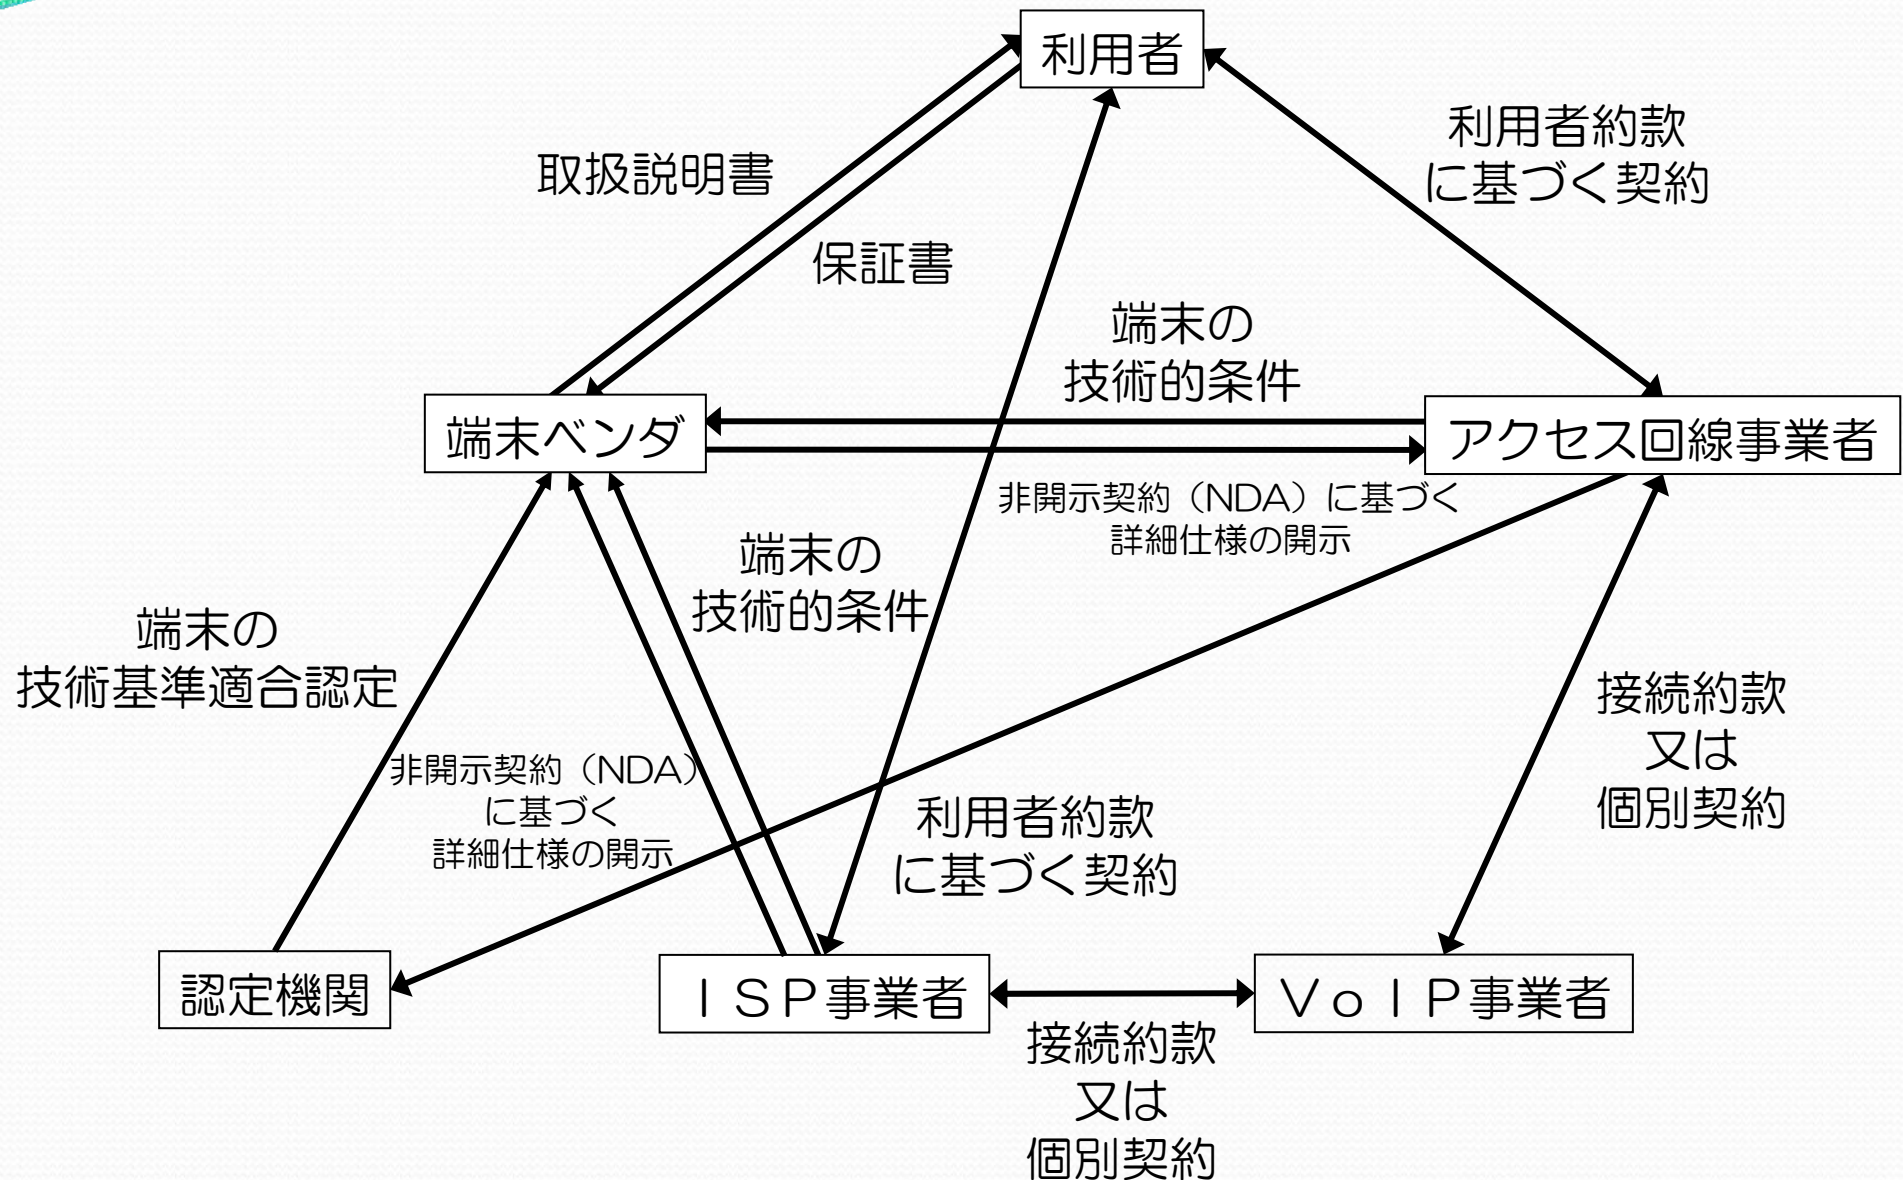 利用者
利用者約款
に基づく契約
取扱説明書
保証書
端末の
技術的条件
端末ベンダ
アクセス回線事業者
非開示契約（NDA）に基づく
詳細仕様の開示
端末の
技術的条件
端末の
技術基準適合認定
接続約款
又は
個別契約
非開示契約（NDA）
に基づく
詳細仕様の開示
利用者約款
に基づく契約
認定機関
ＩＳＰ事業者
ＶｏＩＰ事業者
接続約款
又は
個別契約